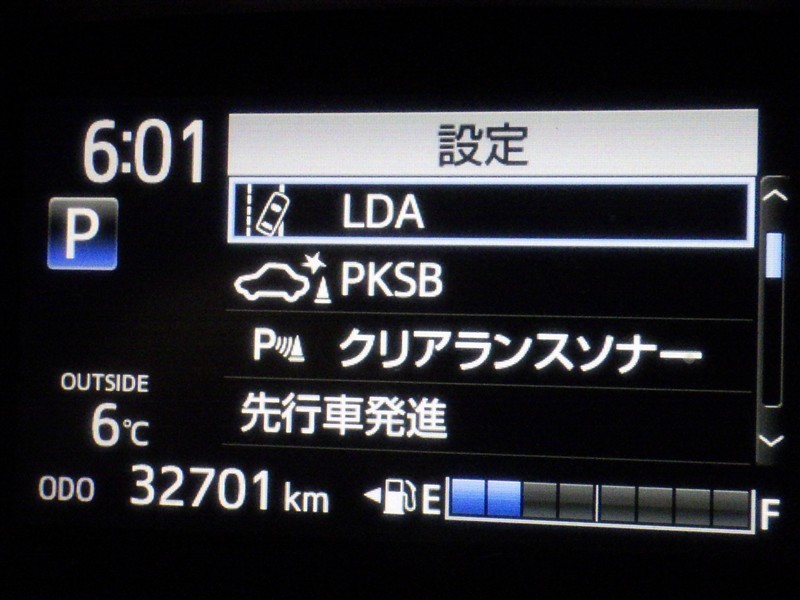 6:01
設定
P
LDA
PKSB
P クリアランスソナー
OUTSIDE
6℃
先行車発進
ODO 32701 km
E F